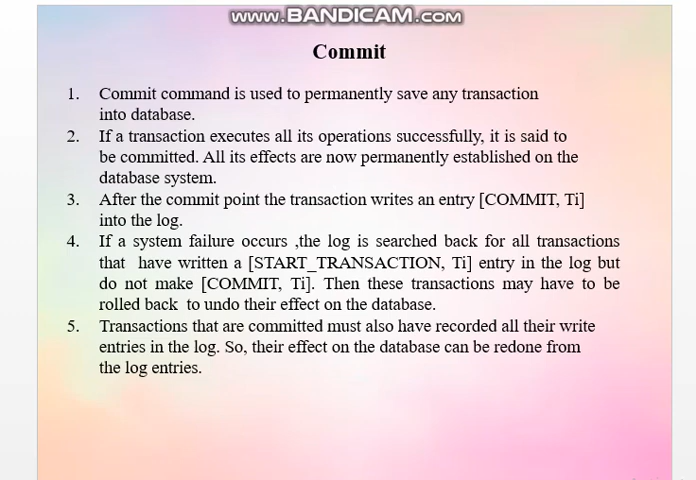 www.BANDICAM.com
Commit
1. Commit command is used to permanently save any transaction
into database.
2. If a transaction executes all its operations successfully, it is said to
be committed. All its effects are now permanently established on the
database system.
3. After the commit point the transaction writes an entry [COMMIT, Ti]
into the log.
4. If a system failure occurs ,the log is searched back for all transactions
that have written a [START_TRANSACTION, Ti] entry in the log but
do not make [COMMIT, Ti]. Then these transactions may have to be
rolled back to undo their effect on the database.
5. Transactions that are committed must also have recorded all their write
entries in the log. So, their effect on the database can be redone from
the log entries.